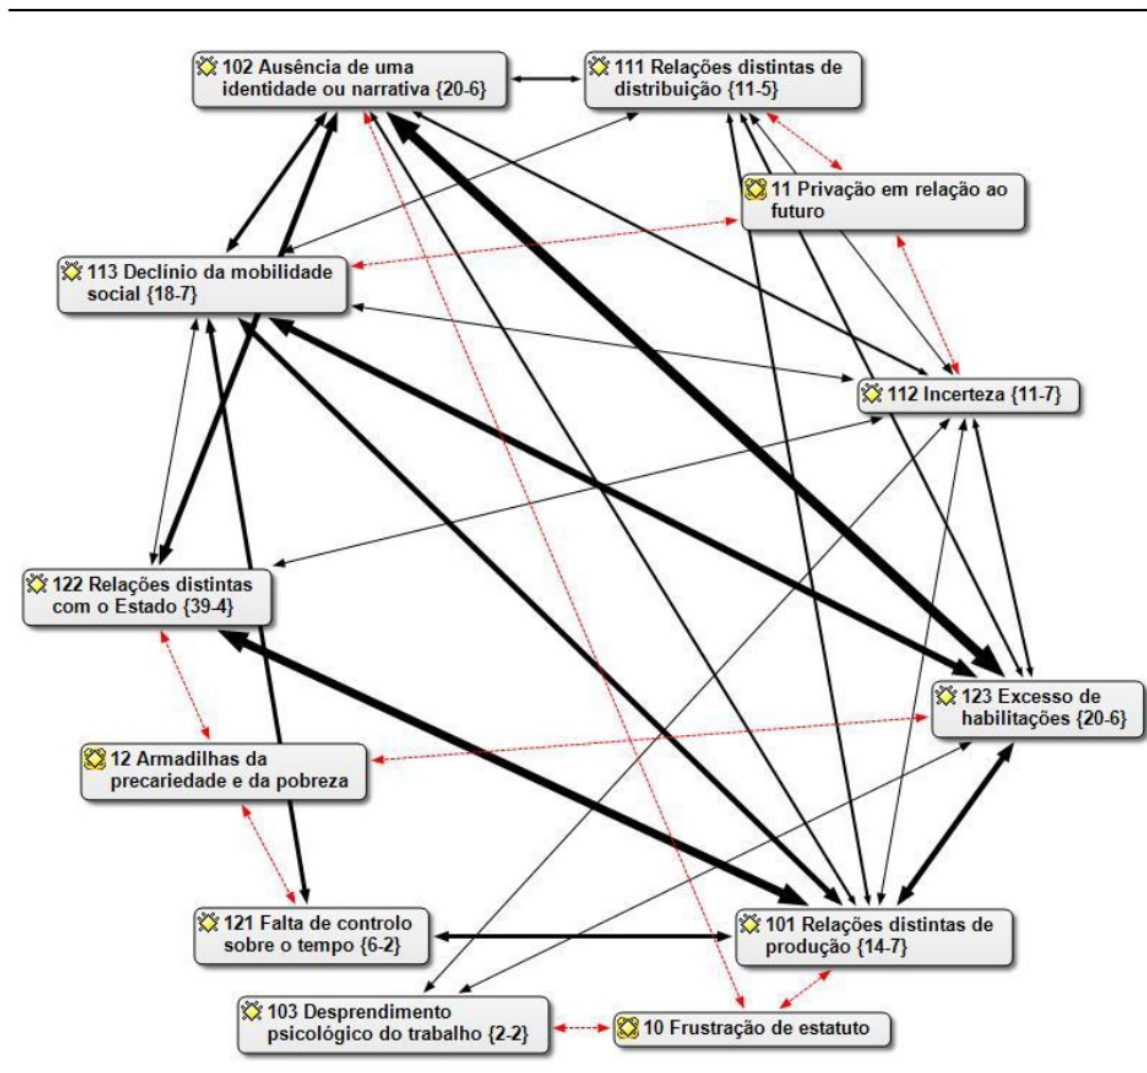 102 Ausência de uma
identidade ou narrativa {20-6}
111 Relações distintas de
distribuição {11-5}
11 Privação em relação ao
futuro
113 Declínio da mobilidade
social {18-7}
112 Incerteza {11-7}
122 Relações distintas
com o Estado {39-4}
123 Excesso de
habilitações {20-6}
12 Armadilhas da
precariedade e da pobreza
121 Falta de controlo
sobre o tempo {6-2}
101 Relações distintas de
produção {14-7}
103 Desprendimento
psicológico do trabalho {2-2}
10 Frustração de estatuto